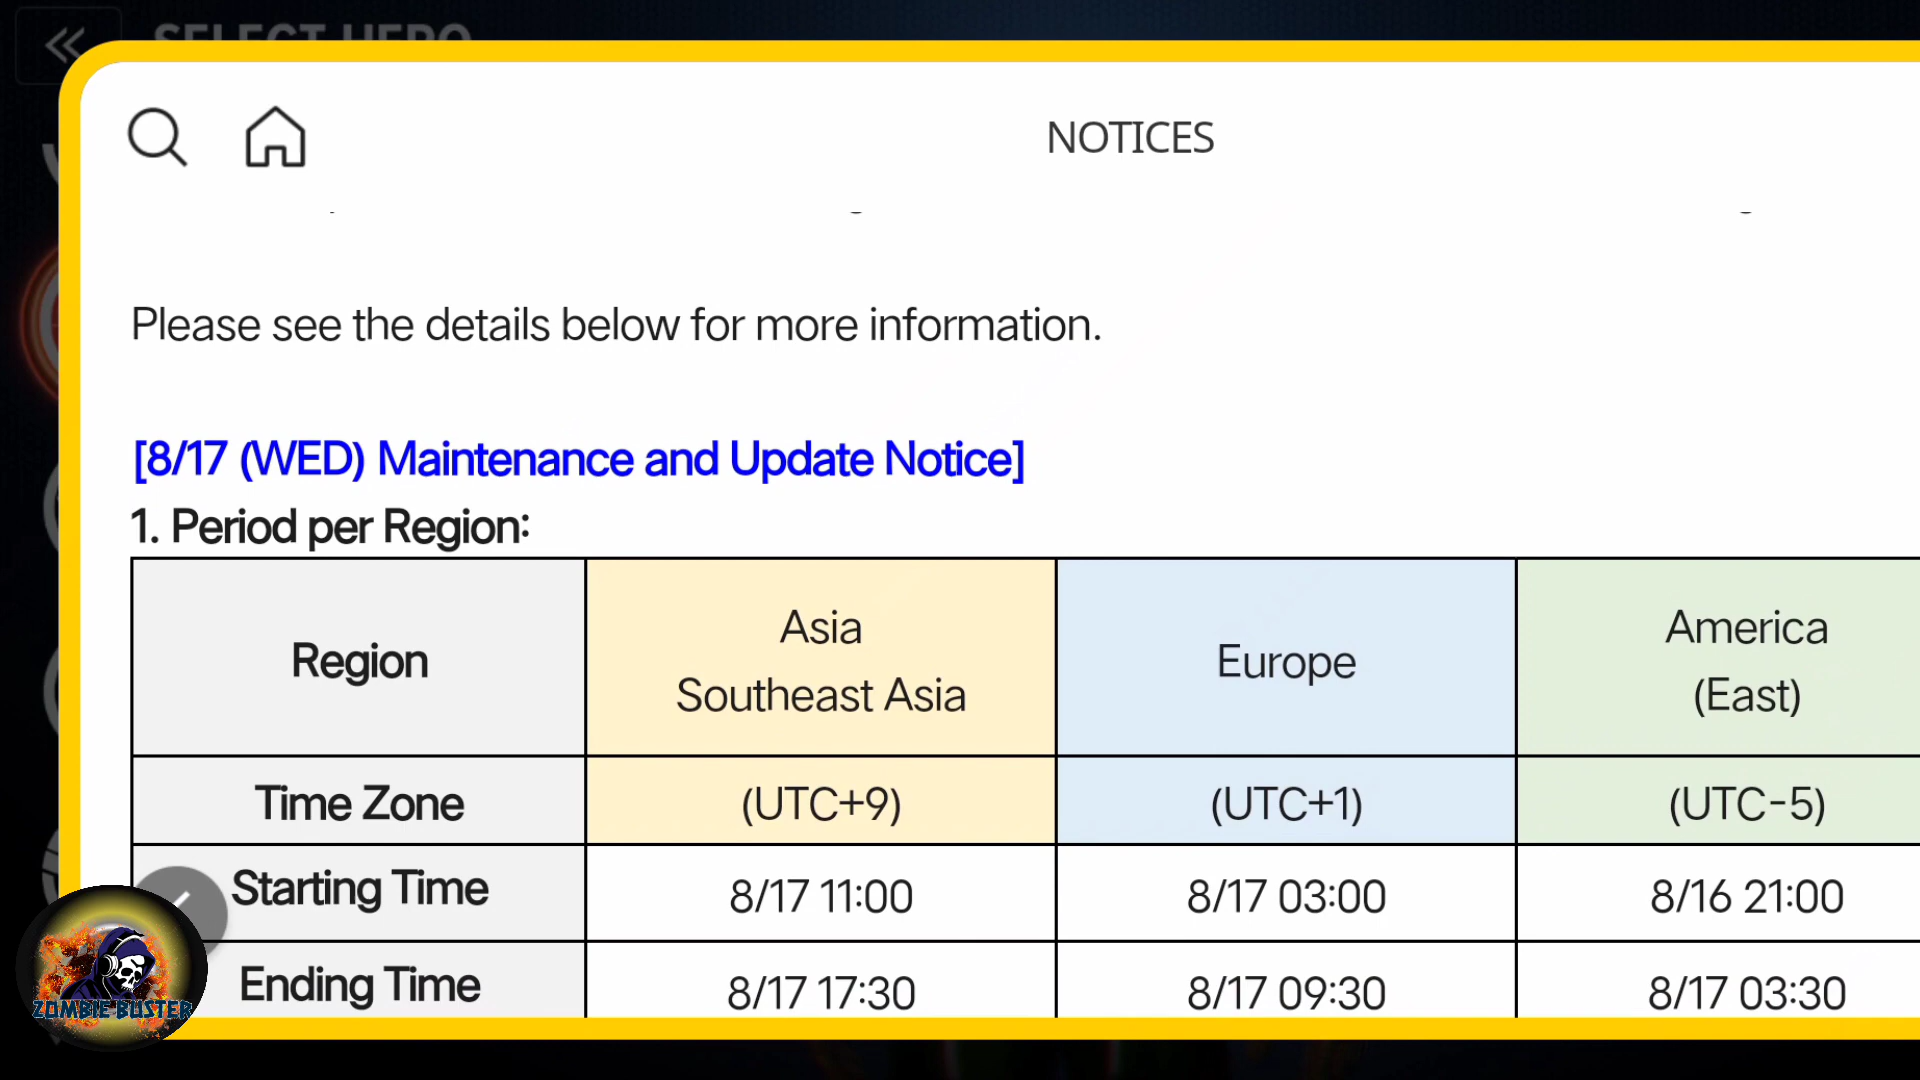 SELECT HERO
NOTICES
Please see the details below for more information.
[8/17 (WED) Maintenance and Update Notice]
1. Period per Region:
Region
Asia
Southeast Asia
Europe
America
(East)
Time Zone
(UTC+9)
(UTC+1)
(UTC-5)
Starting Time
8/17 11:00
8/17 03:00
8/16 21:00
Ending Time
8/17 17:30
8/17 09:30
8/17 03:30
ZOMBIE BUSTER